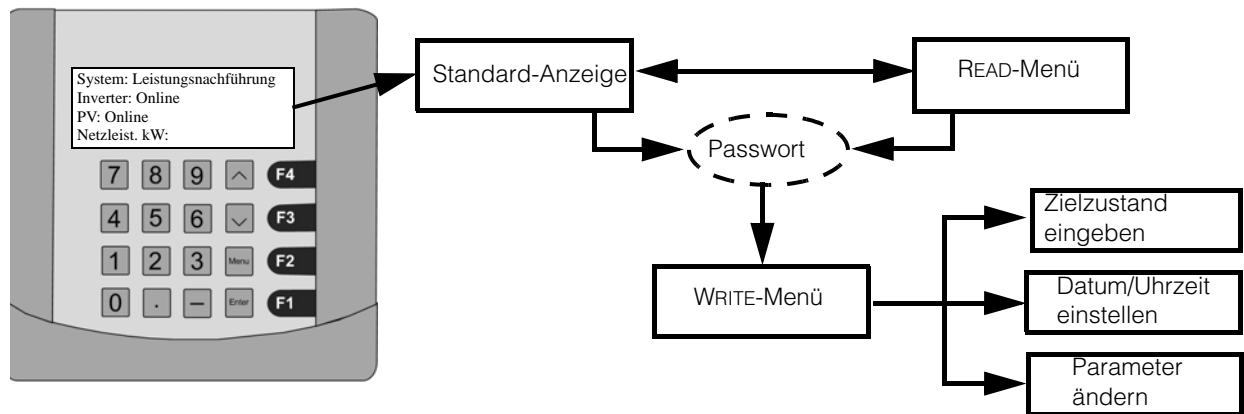 System: Leistungsnachführung
Inverter: Online
PV: Online
Netzleist. kW:
7 8 9 F4
4 5 6 F3
1 2 3 Menu F2
0 . – Enter F1
Standard-Anzeige
READ-Menü
Passwort
WRITE-Menü
Zielzustand
eingeben
Datum/Uhrzeit
einstellen
Parameter
ändern